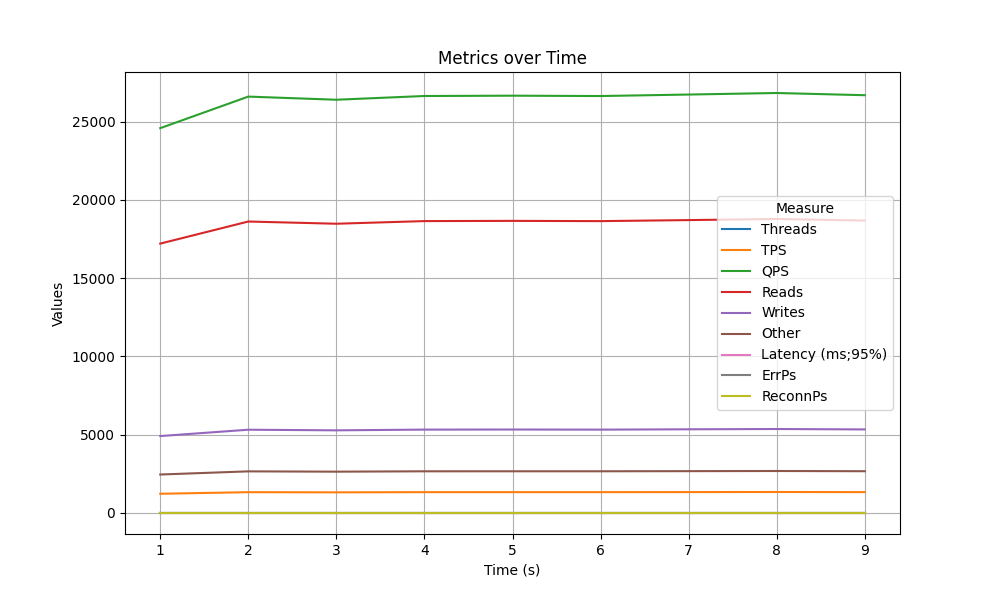 Metrics over Time
Values
25000
20000
15000
10000
5000
0
Measure
Threads
TPS
QPS
Reads
Writes
Other
Latency (ms;95%)
ErrPs
ReconnPs
1 2 3 4 5 6 7 8 9
Time (s)